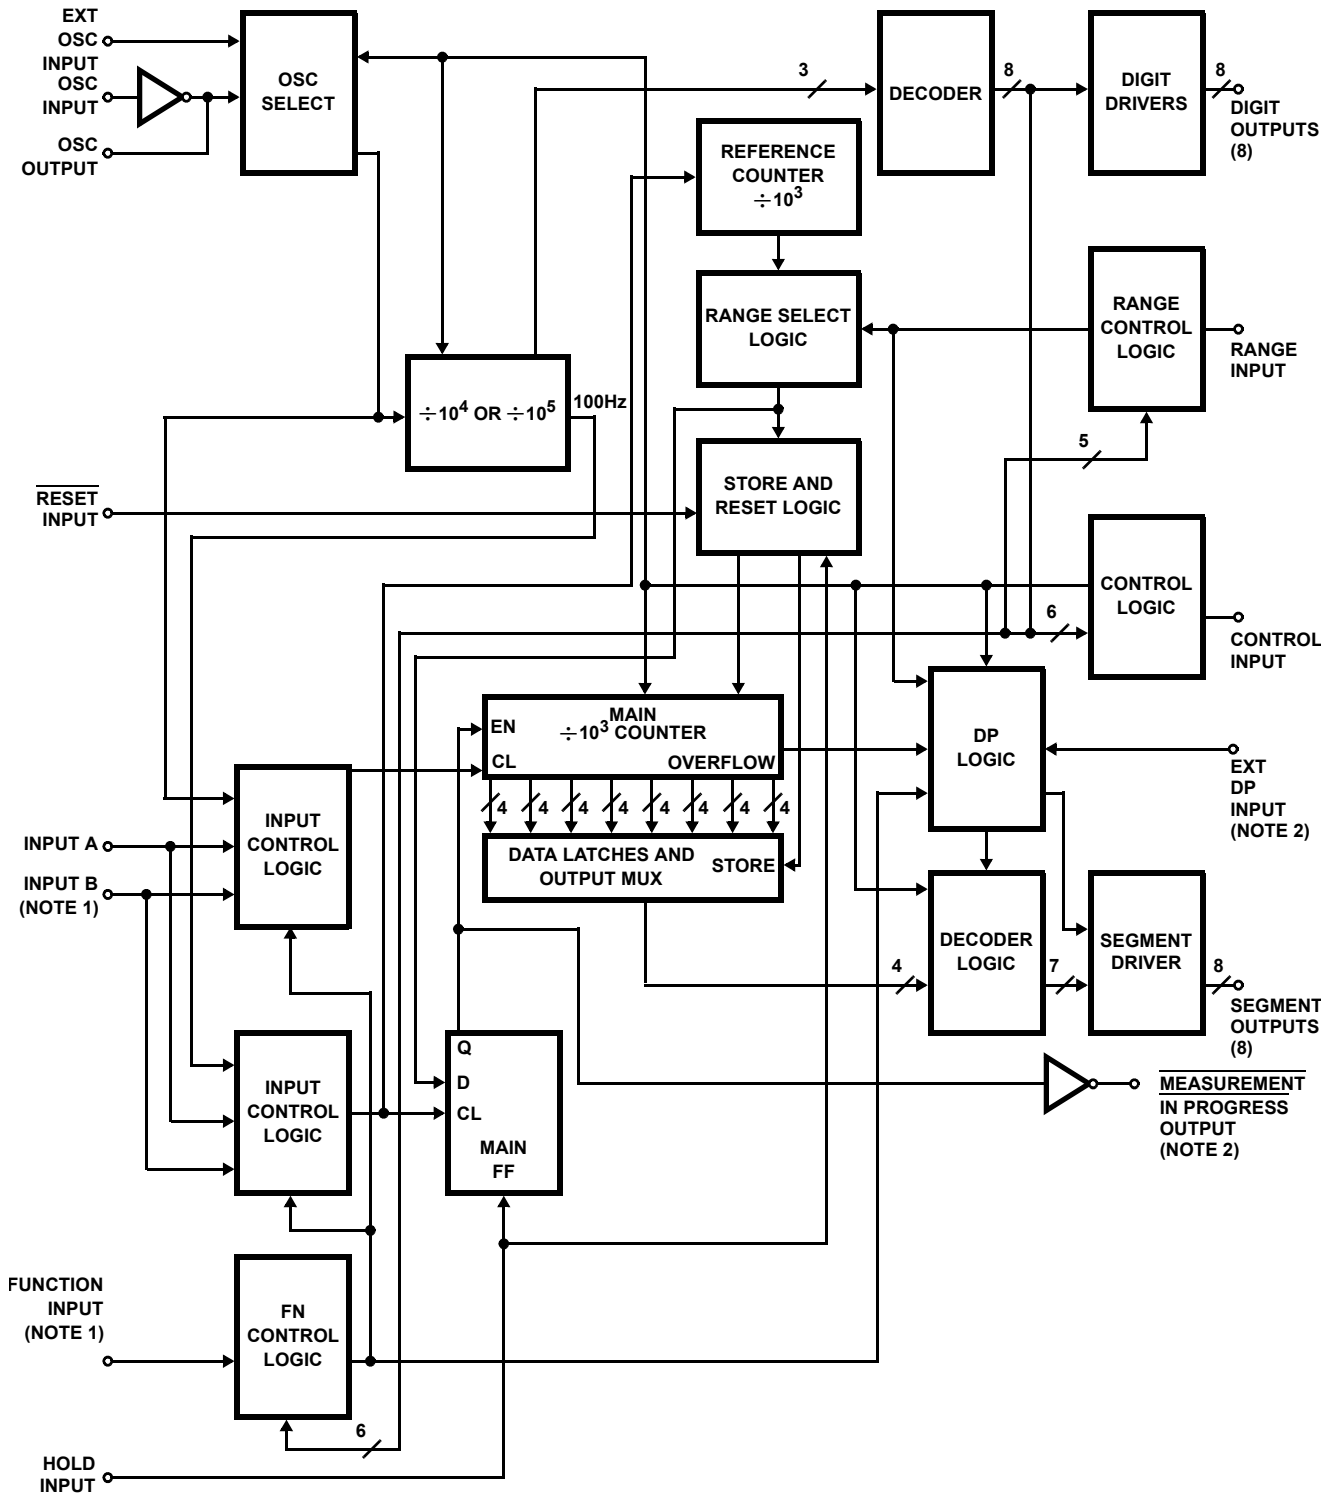 EXT
OSC
INPUT
OSC
INPUT
OSC
OUTPUT
OSC
SELECT
3
DECODER
8
DIGIT
DRIVERS
8
DIGIT
OUTPUTS
(8)
REFERENCE
COUNTER
÷10³
RANGE SELECT
LOGIC
RANGE
CONTROL
LOGIC
RANGE
INPUT
÷10⁴ OR ÷10⁵
100Hz
5
RESET
INPUT
STORE AND
RESET LOGIC
CONTROL
LOGIC
6
CONTROL
INPUT
MAIN
÷10³ COUNTER
EN
CL
OVERFLOW
4 4 4 4 4 4 4 4
DP
LOGIC
EXT
DP
INPUT
(NOTE 2)
INPUT
CONTROL
LOGIC
INPUT A
INPUT B
(NOTE 1)
DATA LATCHES AND
OUTPUT MUX
STORE
4
DECODER
LOGIC
7
SEGMENT
DRIVER
8
SEGMENT
OUTPUTS
(8)
INPUT
CONTROL
LOGIC
Q
D
CL
MAIN
FF
MEASUREMENT
IN PROGRESS
OUTPUT
(NOTE 2)
FUNCTION
INPUT
(NOTE 1)
FN
CONTROL
LOGIC
6
HOLD
INPUT